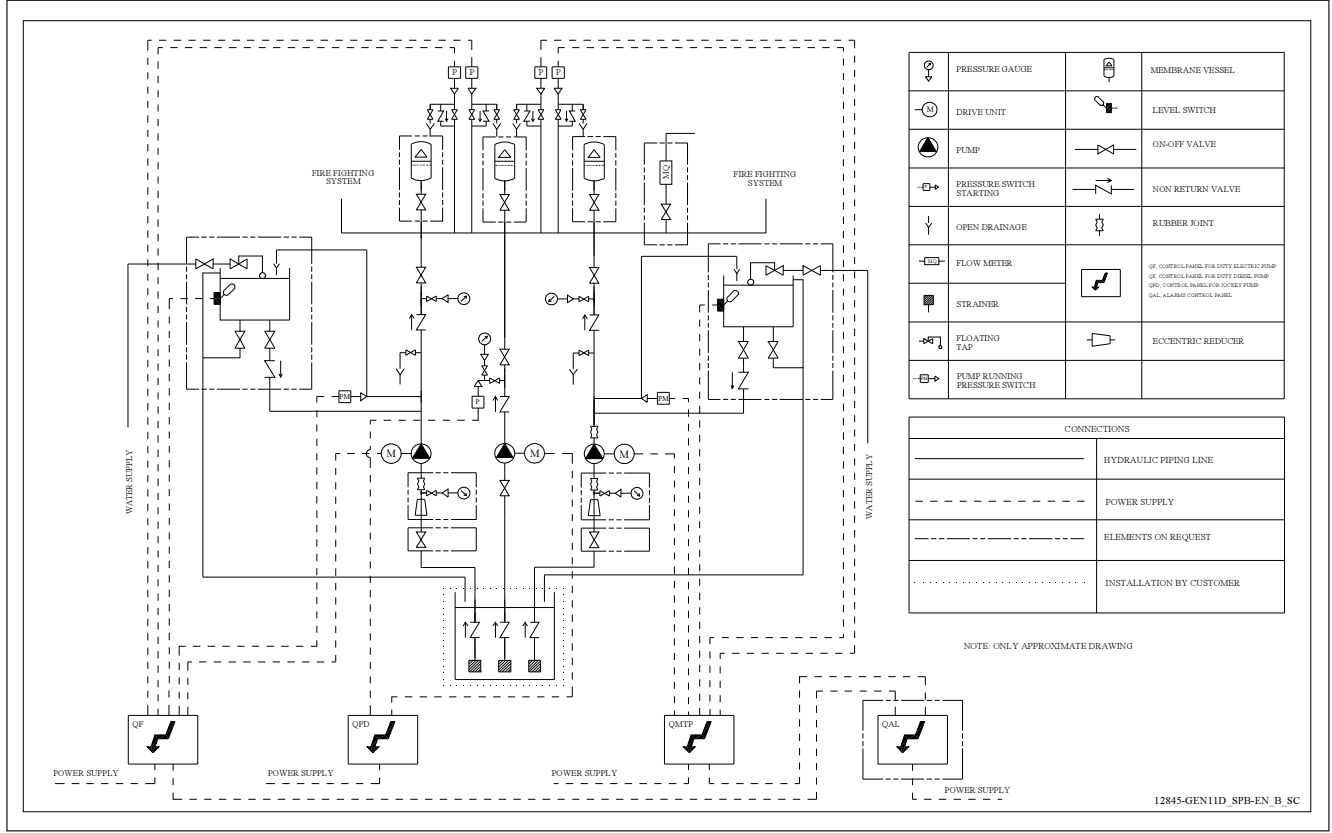 P
P
P
P
FIRE FIGHTING
SYSTEM
MQ
FIRE FIGHTING
SYSTEM
PM
P
PM
M
M
M
WATER SUPPLY
WATER SUPPLY
QF
QPD
QMTP
QAL
POWER SUPPLY
POWER SUPPLY
POWER SUPPLY
POWER SUPPLY
PRESSURE GAUGE
MEMBRANE VESSEL
M
DRIVE UNIT
LEVEL SWITCH
PUMP
ON-OFF VALVE
P
PRESSURE SWITCH
STARTING
NON RETURN VALVE
OPEN DRAINAGE
RUBBER JOINT
MQ
FLOW METER
QF, CONTROL PANEL FOR DUTY ELECTRIC PUMP
QF, CONTROL PANEL FOR DUTY DIESEL PUMP
QPD, CONTROL PANEL FOR JOCKEY PUMP
QAL, ALARMS CONTROL PANEL
STRAINER
FLOATING
TAP
ECCENTRIC REDUCER
PM
PUMP RUNNING
PRESSURE SWITCH
CONNECTIONS
HYDRAULIC PIPING LINE
POWER SUPPLY
ELEMENTS ON REQUEST
INSTALLATION BY CUSTOMER
NOTE: ONLY APPROXIMATE DRAWING
12845-GEN11D_SPB-EN_B_SC